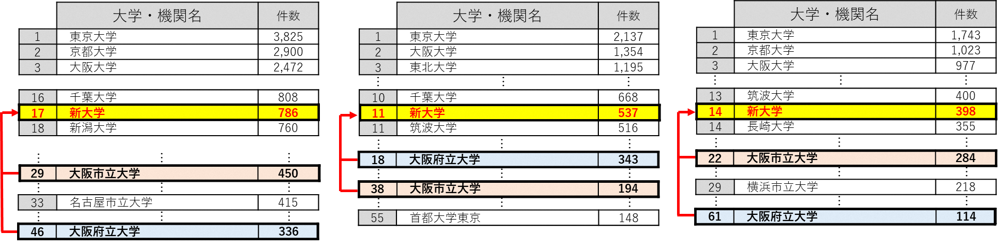 大学・機関名 件数
1 東京大学 3,825
2 京都大学 2,900
3 大阪大学 2,472
16 千葉大学 808
17 新大学 786
18 新潟大学 760
29 大阪市立大学 450
33 名古屋市立大学 415
46 大阪府立大学 336
大学・機関名 件数
1 東京大学 2,137
2 大阪大学 1,354
3 東北大学 1,195
10 千葉大学 668
11 新大学 537
11 筑波大学 516
18 大阪府立大学 343
38 大阪市立大学 194
55 首都大学東京 148
大学・機関名 件数
1 東京大学 1,743
2 京都大学 1,023
3 大阪大学 977
13 筑波大学 400
14 新大学 398
14 長崎大学 355
22 大阪市立大学 284
29 横浜市立大学 218
61 大阪府立大学 114